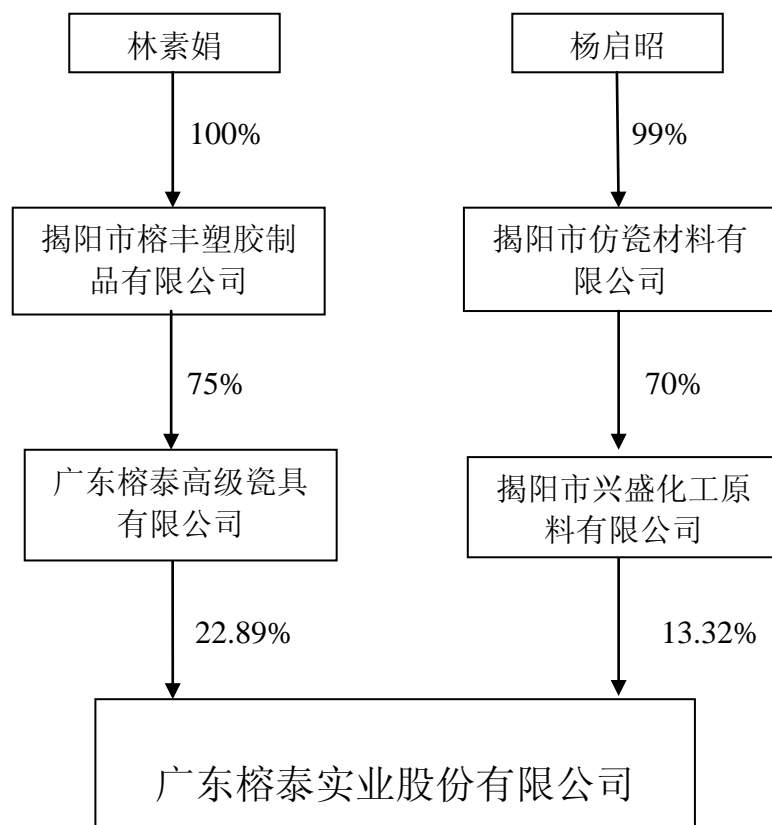 林素娟
杨启昭
100%
99%
揭阳市榕丰塑胶制
品有限公司
揭阳市仿瓷材料有
限公司
75%
70%
广东榕泰高级瓷具
有限公司
揭阳市兴盛化工原
料有限公司
22.89%
13.32%
广东榕泰实业股份有限公司